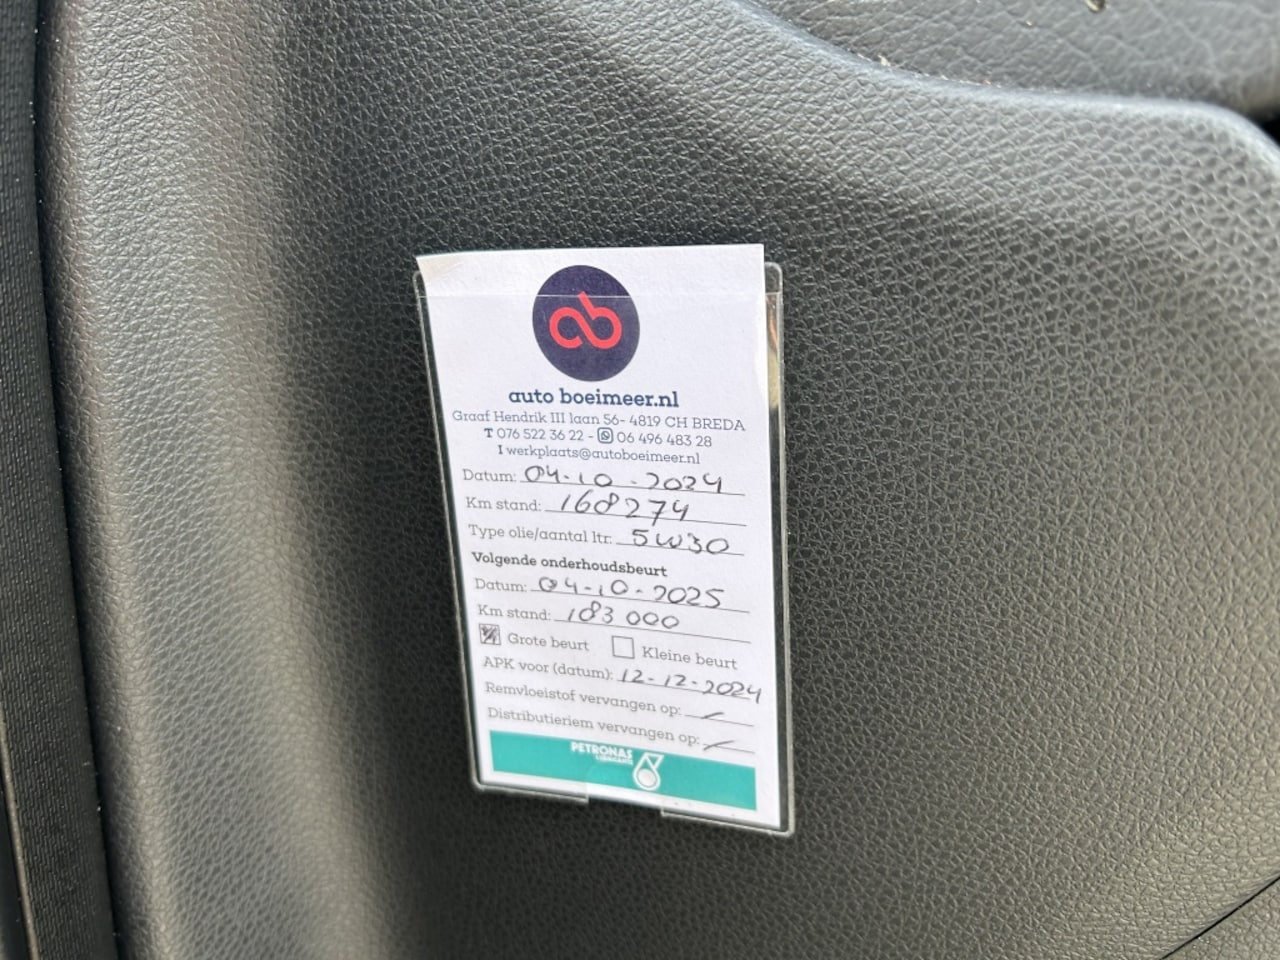 ab
auto boeimeer.nl
Graaf Hendrik III laan 56- 4819 CH BREDA
T 076 522 36 22 - 06 496 483 28
I werkplaats@autoboeimeer.nl
Datum: 04-10-2024
Km stand: 168274
Type olie/aantal ltr: 5W30
Volgende onderhoudsbeurt
Datum: 04-10-2025
Km stand: 183 000
Grote beurt Kleine beurt
APK voor (datum): 12-12-2024
Remvloeistof vervangen op: -
Distributieriem vervangen op: -
PETRONAS
LUBRICANTS